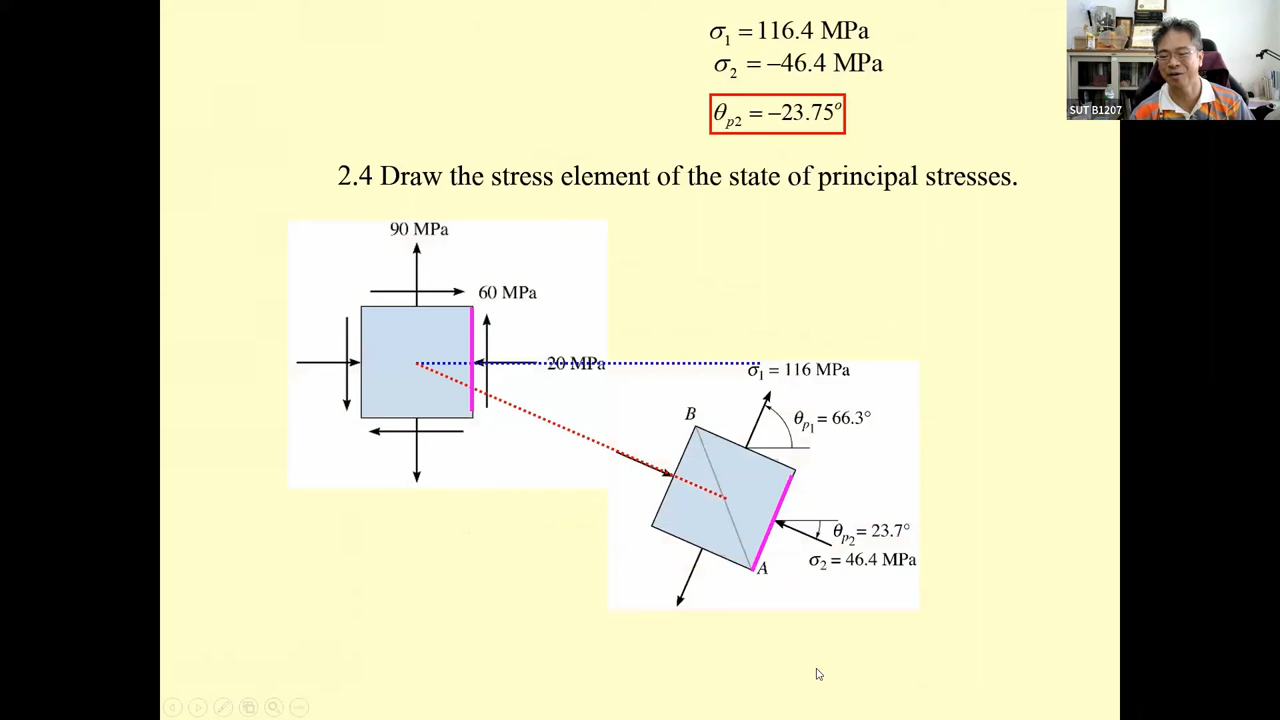 σ₁ = 116.4 MPa
σ₂ = −46.4 MPa
θp2 = −23.75°
SUT B1207
2.4 Draw the stress element of the state of principal stresses.
90 MPa
60 MPa
20 MPa
σ₁ = 116 MPa
B
θp₁ = 66.3°
θp₂ = 23.7°
σ₂ = 46.4 MPa
A